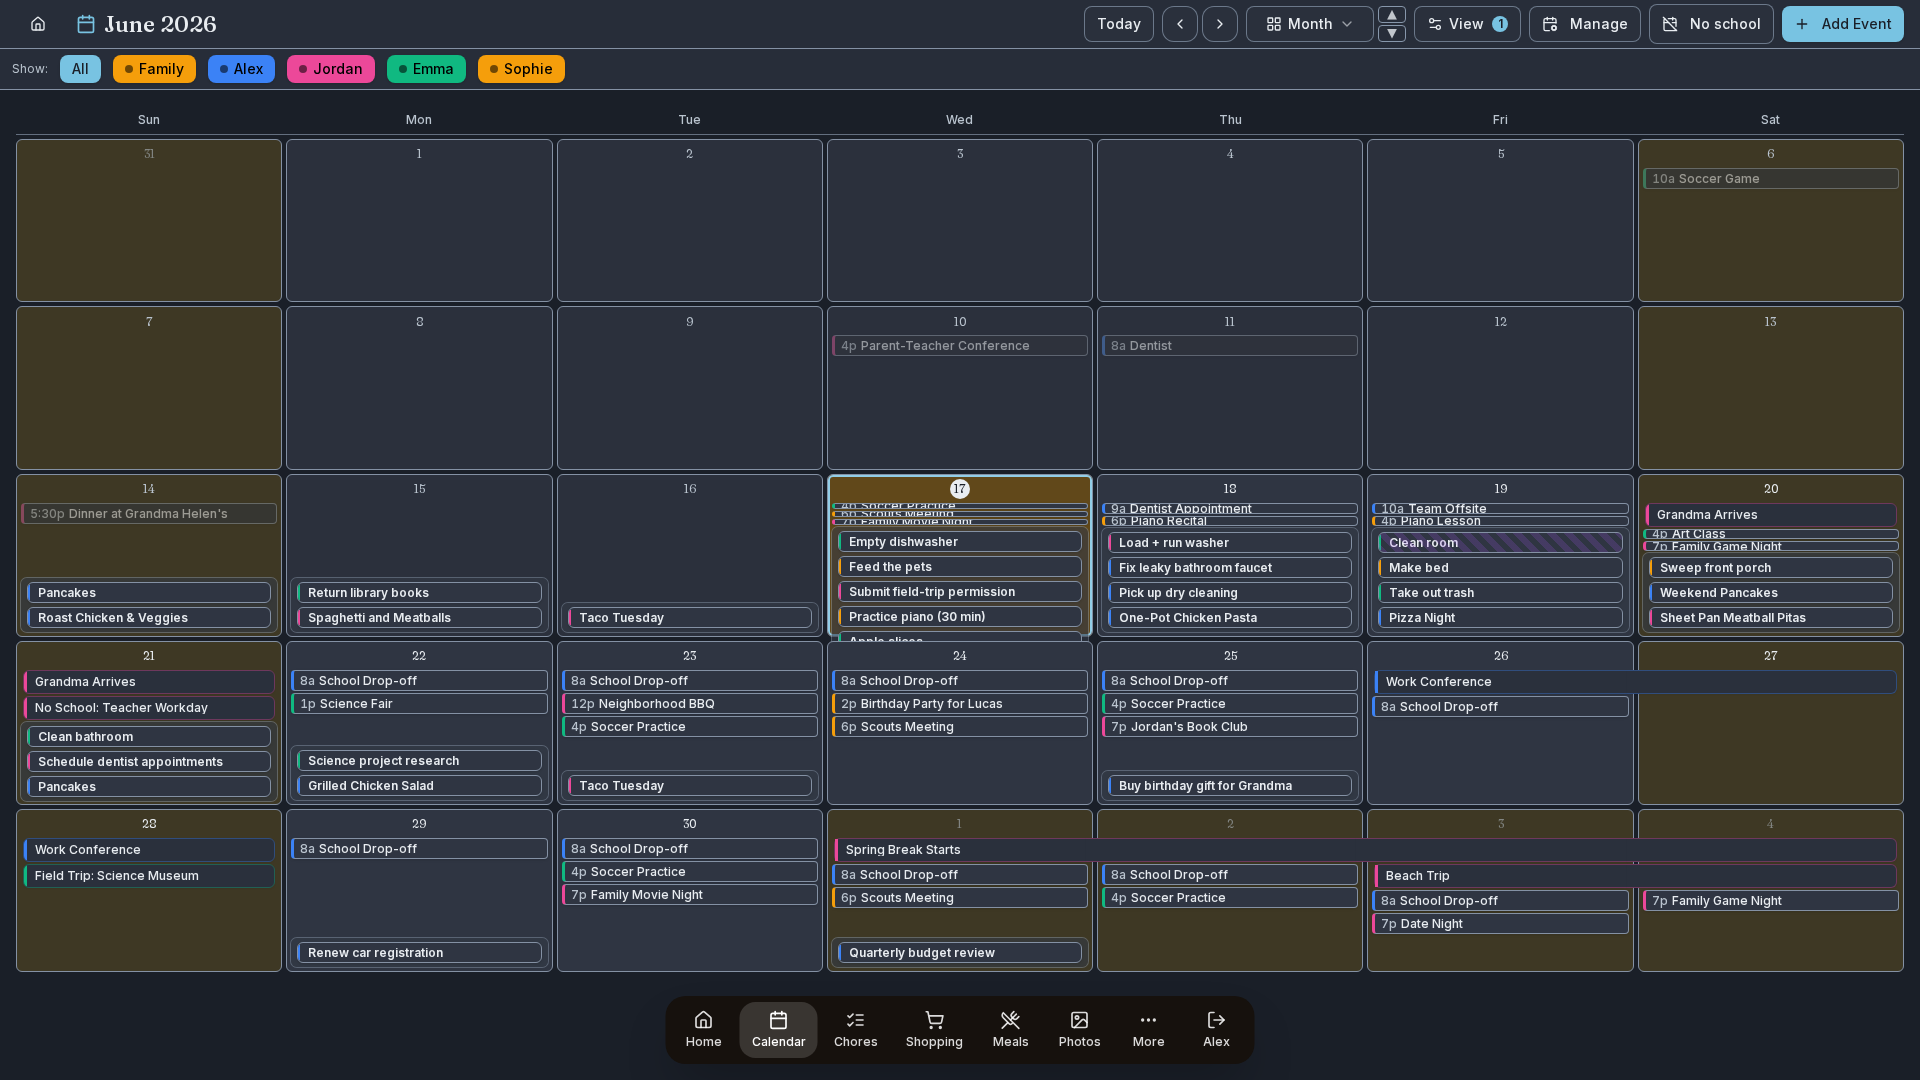 June 2026
Today
Month
View 1
Manage
No school
Add Event
Show: All Family Alex Jordan Emma Sophie
Sun Mon Tue Wed Thu Fri Sat
31 1 2 3 4 5 6
10a Soccer Game
7 8 9 10 11 12 13
4p Parent-Teacher Conference
8a Dentist
14
5:30p Dinner at Grandma Helen's
Pancakes
Roast Chicken & Veggies
15
Return library books
Spaghetti and Meatballs
16
Taco Tuesday
17
4p Soccer Practice
6p Scouts Meeting
7p Family Movie Night
Empty dishwasher
Feed the pets
Submit field-trip permission
Practice piano (30 min)
Apple slices
18
9a Dentist Appointment
6p Piano Recital
Load + run washer
Fix leaky bathroom faucet
Pick up dry cleaning
One-Pot Chicken Pasta
19
10a Team Offsite
4p Piano Lesson
Clean room
Make bed
Take out trash
Pizza Night
20
Grandma Arrives
4p Art Class
7p Family Game Night
Sweep front porch
Weekend Pancakes
Sheet Pan Meatball Pitas
21
Grandma Arrives
No School: Teacher Workday
Clean bathroom
Schedule dentist appointments
Pancakes
22
8a School Drop-off
1p Science Fair
Science project research
Grilled Chicken Salad
23
8a School Drop-off
12p Neighborhood BBQ
4p Soccer Practice
Taco Tuesday
24
8a School Drop-off
2p Birthday Party for Lucas
6p Scouts Meeting
25
8a School Drop-off
4p Soccer Practice
7p Jordan's Book Club
Buy birthday gift for Grandma
26
Work Conference
8a School Drop-off
27
28
Work Conference
Field Trip: Science Museum
29
8a School Drop-off
Renew car registration
30
8a School Drop-off
4p Soccer Practice
7p Family Movie Night
1
Spring Break Starts
8a School Drop-off
6p Scouts Meeting
Quarterly budget review
2
8a School Drop-off
4p Soccer Practice
3
Beach Trip
8a School Drop-off
7p Date Night
4
7p Family Game Night
Home Calendar Chores Shopping Meals Photos More Alex